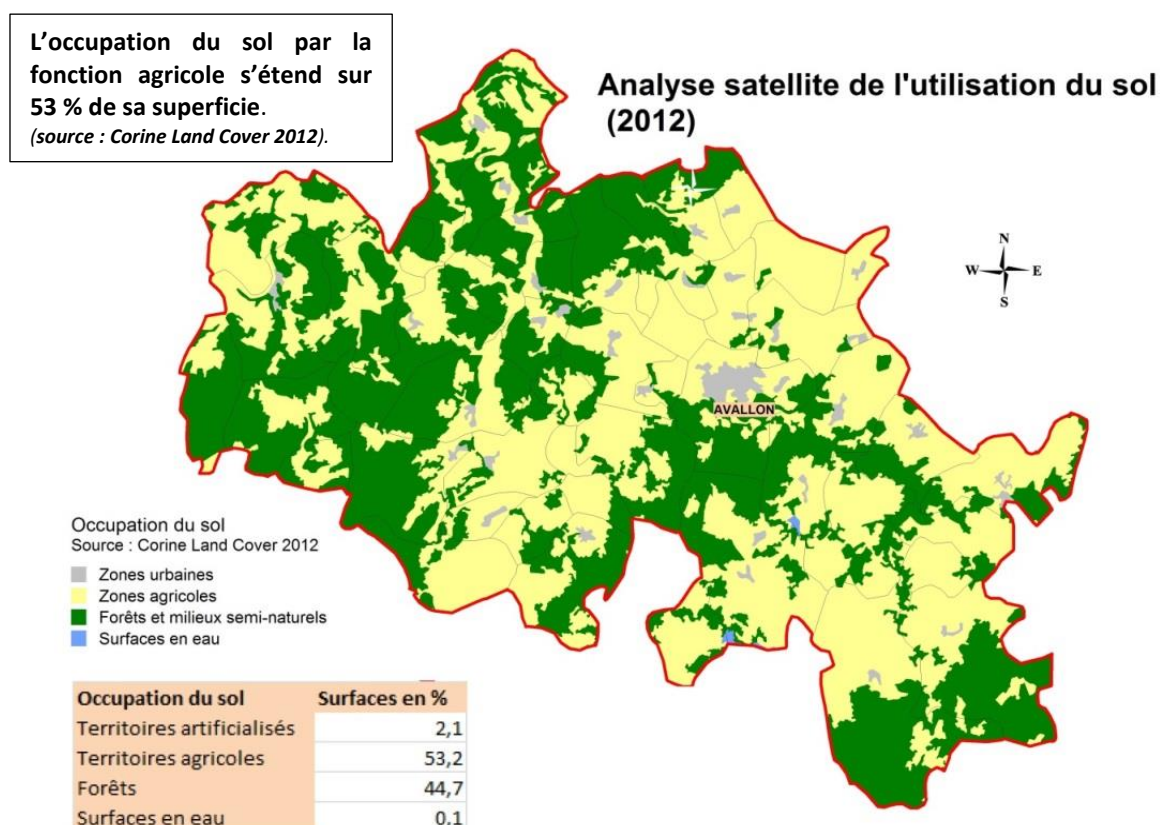 L'occupation du sol par la
fonction agricole s'étend sur
53 % de sa superficie.
(source : Corine Land Cover 2012).
Analyse satellite de l'utilisation du sol
(2012)
N
W E
S
AVALLON
Occupation du sol
Source : Corine Land Cover 2012
Zones urbaines
Zones agricoles
Forêts et milieux semi-naturels
Surfaces en eau
Occupation du sol Surfaces en %
Territoires artificialisés 2,1
Territoires agricoles 53,2
Forêts 44,7
Surfaces en eau 0,1